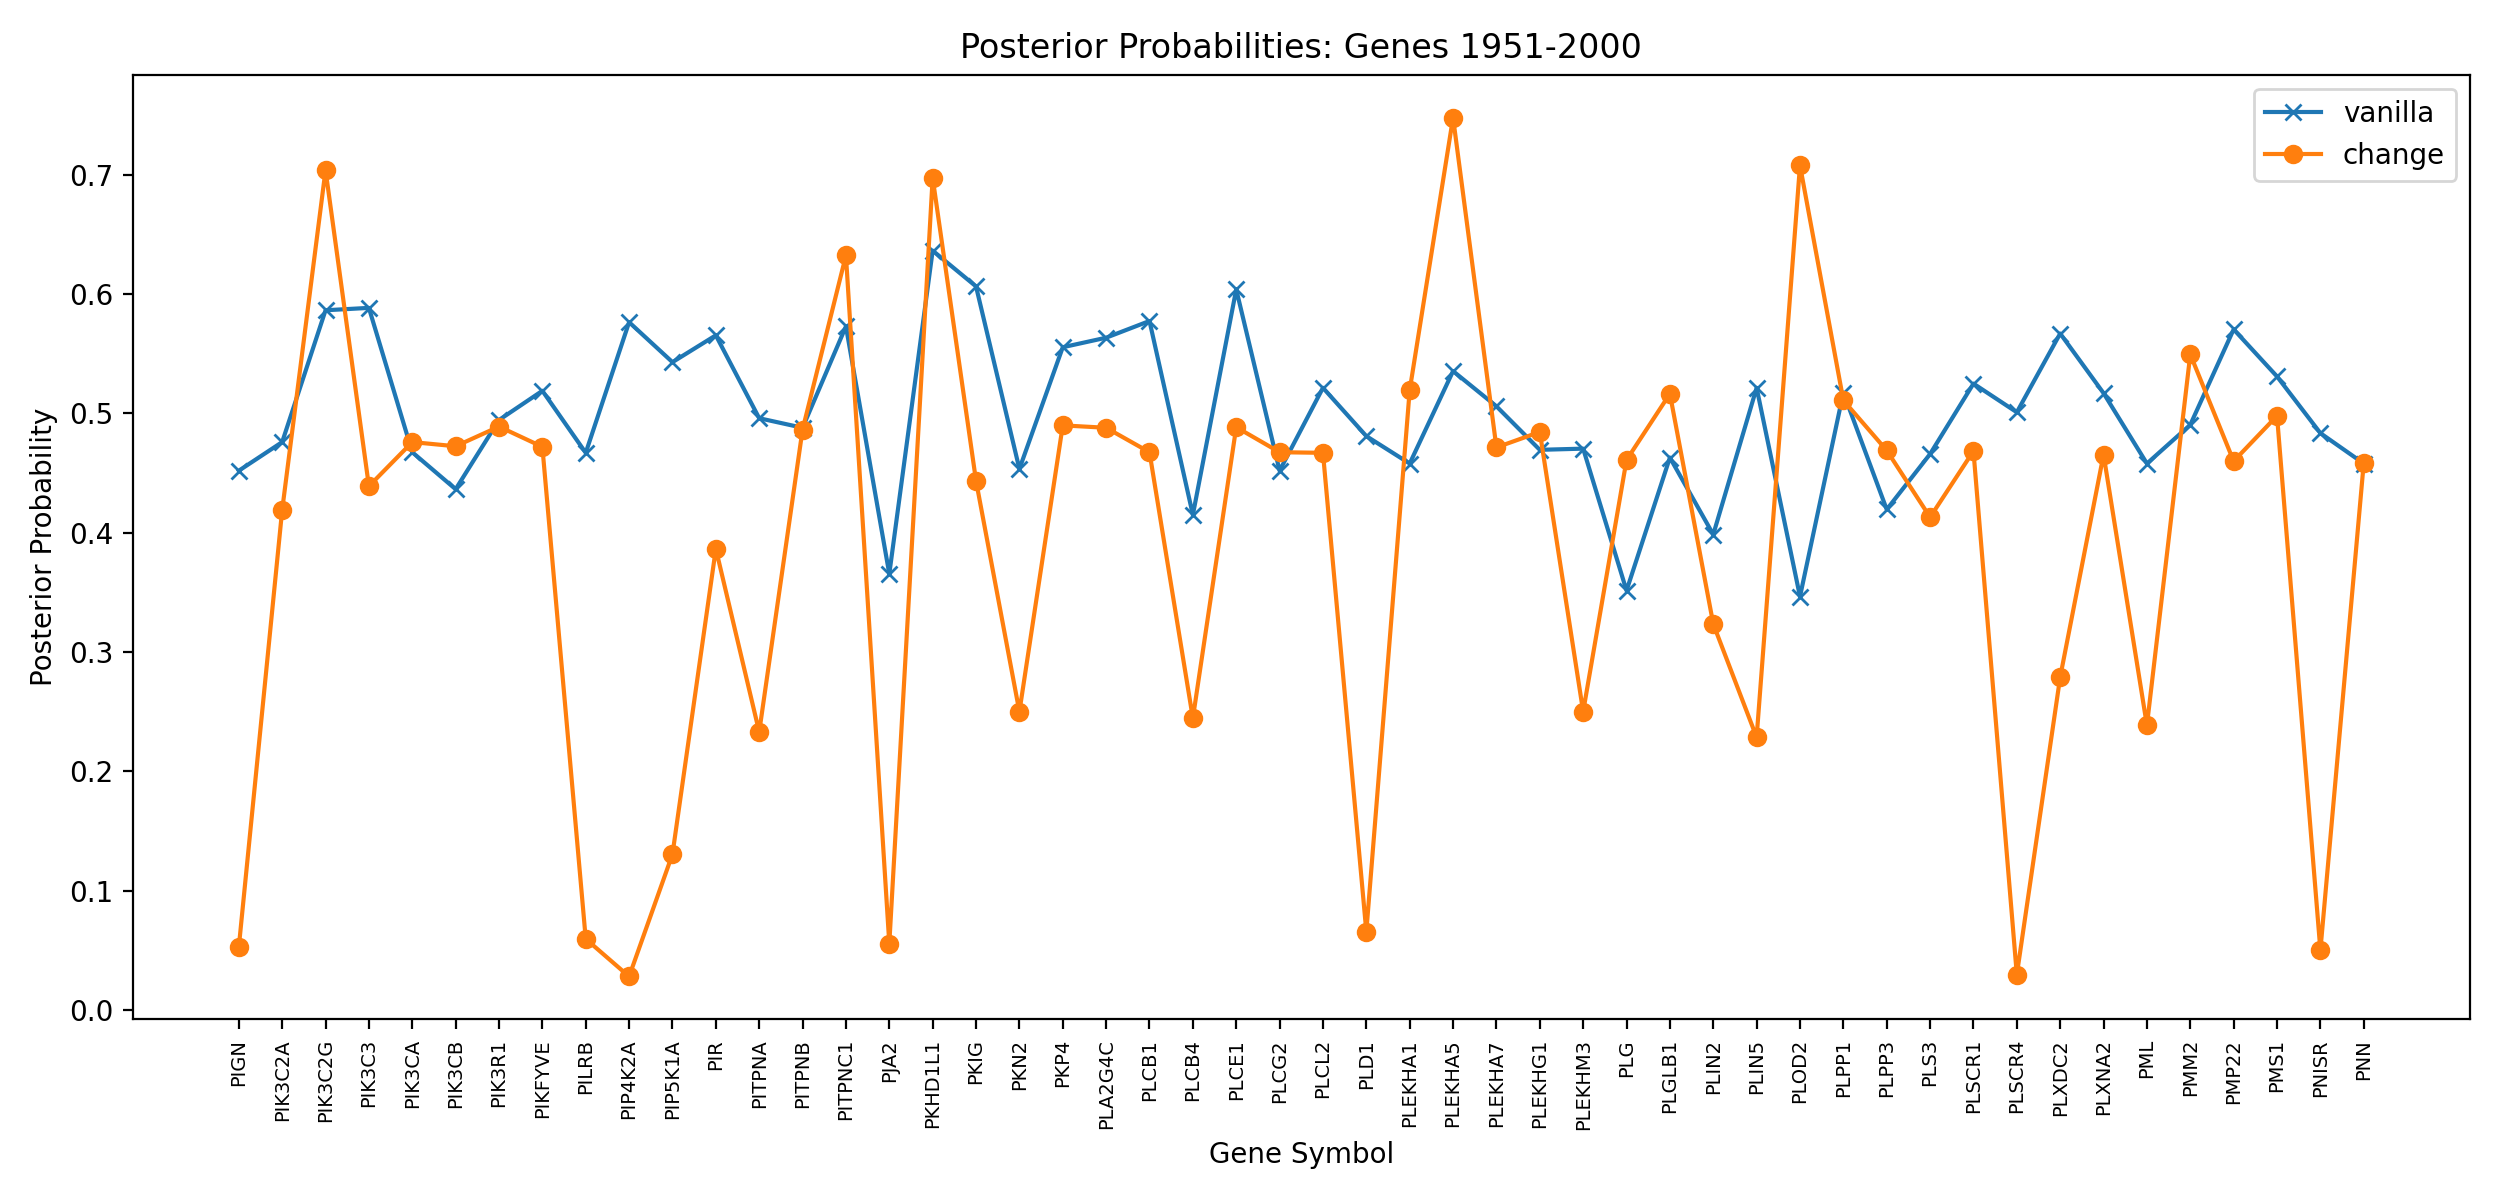 Posterior Probabilities: Genes 1951-2000
vanilla
change
Posterior Probability
0.7
0.6
0.5
0.4
0.3
0.2
0.1
0.0
PIGN
PIK3C2A
PIK3C2G
PIK3C3
PIK3CA
PIK3CB
PIK3R1
PIKFYVE
PILRB
PIP4K2A
PIP5K1A
PIR
PITPNA
PITPNB
PITPNC1
PJA2
PKHD1L1
PKIG
PKN2
PKP4
PLA2G4C
PLCB1
PLCB4
PLCE1
PLCG2
PLCL2
PLD1
PLEKHA1
PLEKHA5
PLEKHA7
PLEKHG1
PLEKHM3
PLG
PLGLB1
PLIN2
PLIN5
PLOD2
PLPP1
PLPP3
PLS3
PLSCR1
PLSCR4
PLXDC2
PLXNA2
PML
PMM2
PMP22
PMS1
PNISR
PNN
Gene Symbol